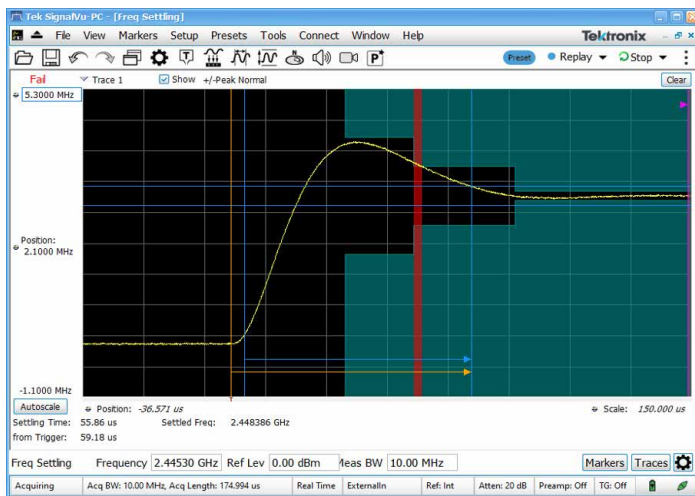 Tek SignalVu-PC - [Freq Settling]
File View Markers Setup Presets Tools Connect Window Help Tektronix
Preset Replay Stop
Fail Trace 1 Show +/-Peak Normal Clear
5.3000 MHz
Position:
2.1000 MHz
-1.1000 MHz
Autoscale Position: -36.571 us Scale: 150.000 us
Settling Time: 55.86 us Settled Freq: 2.448386 GHz
from Trigger: 59.18 us
Freq Settling Frequency 2.44530 GHz Ref Lev 0.00 dBm Meas BW 10.00 MHz Markers Traces
Acquiring Acq BW: 10.00 MHz, Acq Length: 174.994 us Real Time ExternalIn Ref: Int Atten: 20 dB Preamp: Off TG: Off